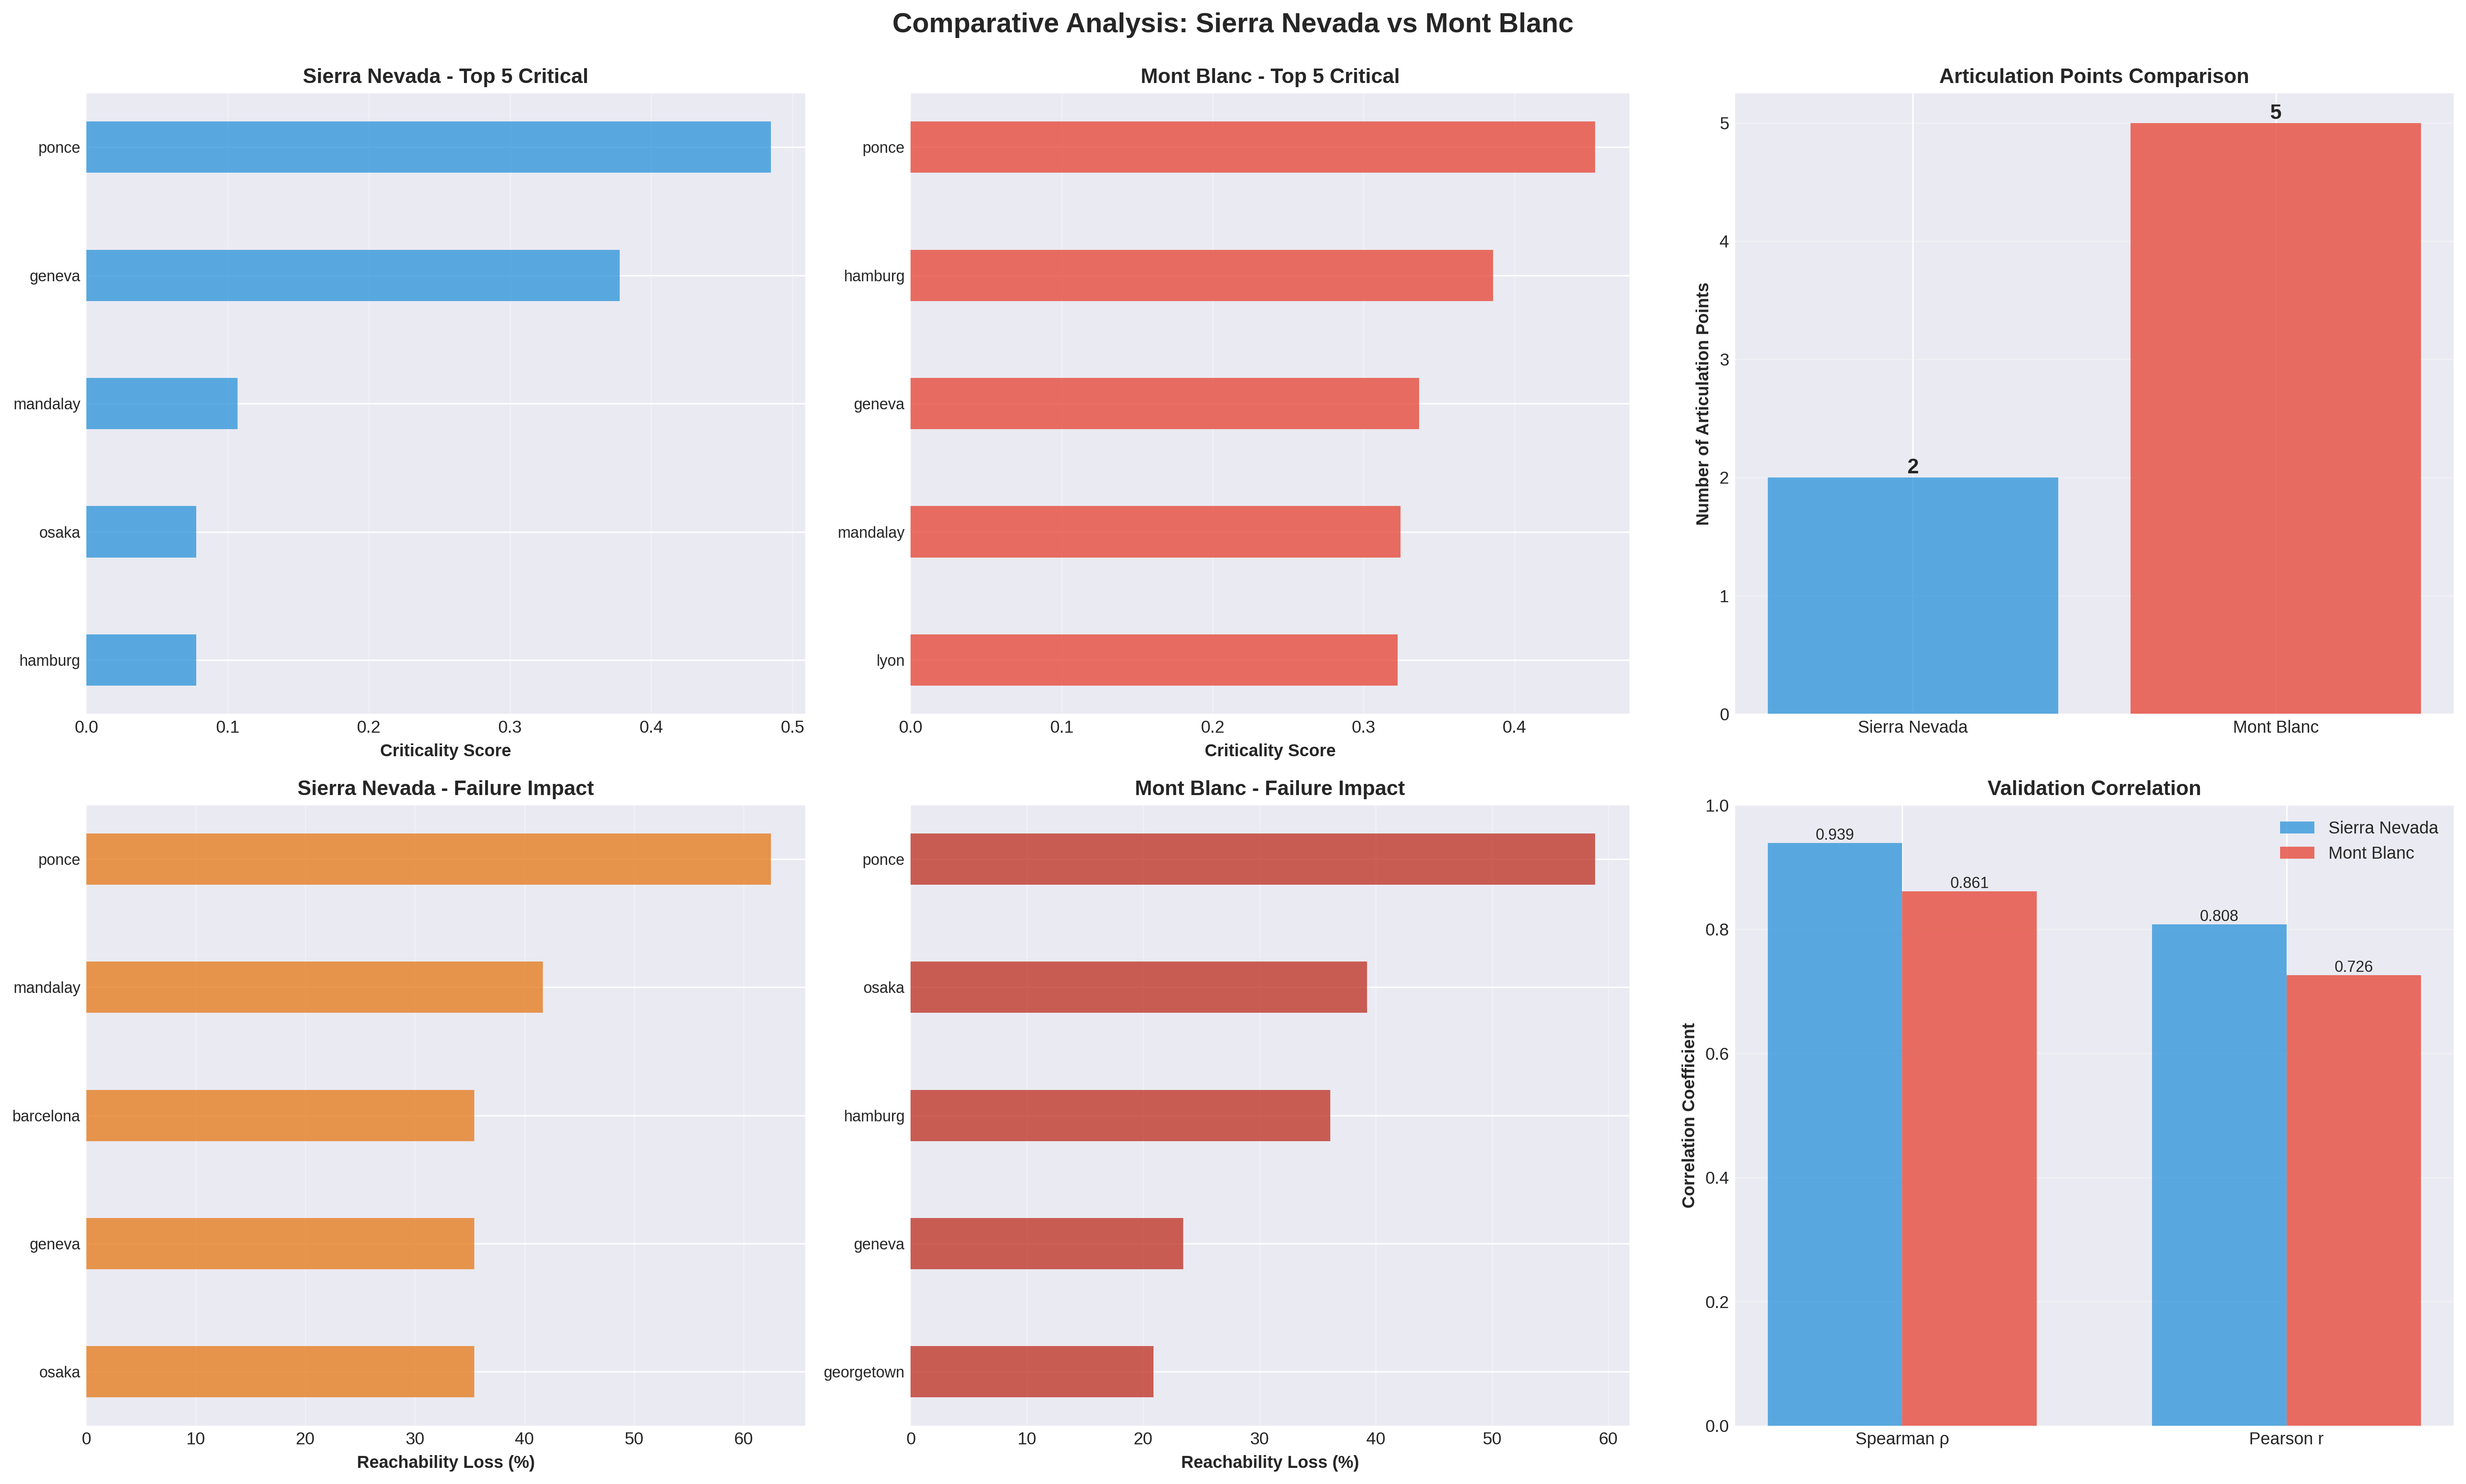 Comparative Analysis: Sierra Nevada vs Mont Blanc
Sierra Nevada - Top 5 Critical
ponce
geneva
mandalay
osaka
hamburg
0.0 0.1 0.2 0.3 0.4 0.5
Criticality Score
Mont Blanc - Top 5 Critical
ponce
hamburg
geneva
mandalay
lyon
0.0 0.1 0.2 0.3 0.4
Criticality Score
Articulation Points Comparison
Number of Articulation Points
5
4
3
2
1
0
2
5
Sierra Nevada Mont Blanc
Sierra Nevada - Failure Impact
ponce
mandalay
barcelona
geneva
osaka
0 10 20 30 40 50 60
Reachability Loss (%)
Mont Blanc - Failure Impact
ponce
osaka
hamburg
geneva
georgetown
0 10 20 30 40 50 60
Reachability Loss (%)
Validation Correlation
Correlation Coefficient
1.0
0.8
0.6
0.4
0.2
0.0
0.939
0.861
0.808
0.726
Sierra Nevada
Mont Blanc
Spearman ρ Pearson r